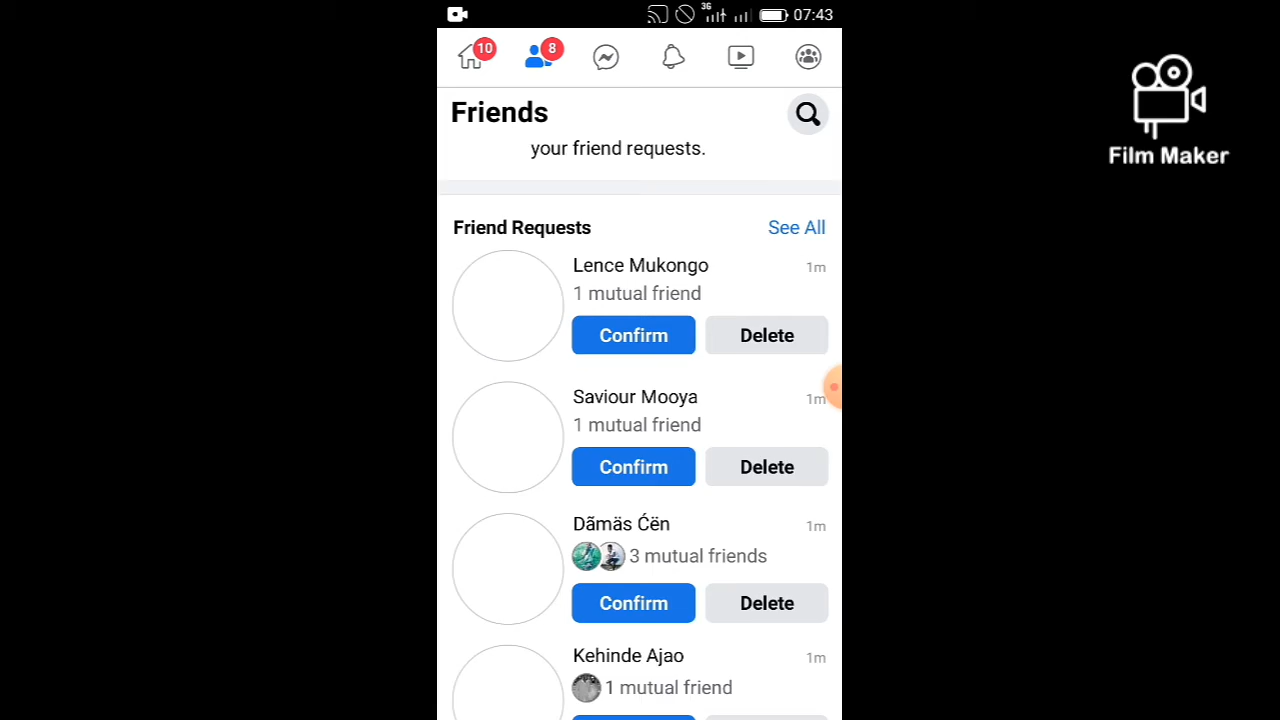 3G 07:43
10 8
Friends
your friend requests.
Film Maker
Friend Requests See All
Lence Mukongo 1m
1 mutual friend
Confirm Delete
Saviour Mooya 1m
1 mutual friend
Confirm Delete
Dãmäs Ćën 1m
3 mutual friends
Confirm Delete
Kehinde Ajao 1m
1 mutual friend